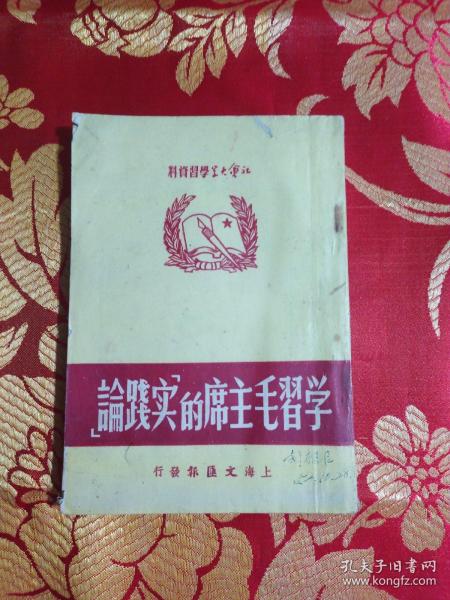 社會大学學習資料
学習毛主席的「实踐論」
上海文匯報發行
孔夫子旧书网
www.kongfz.com